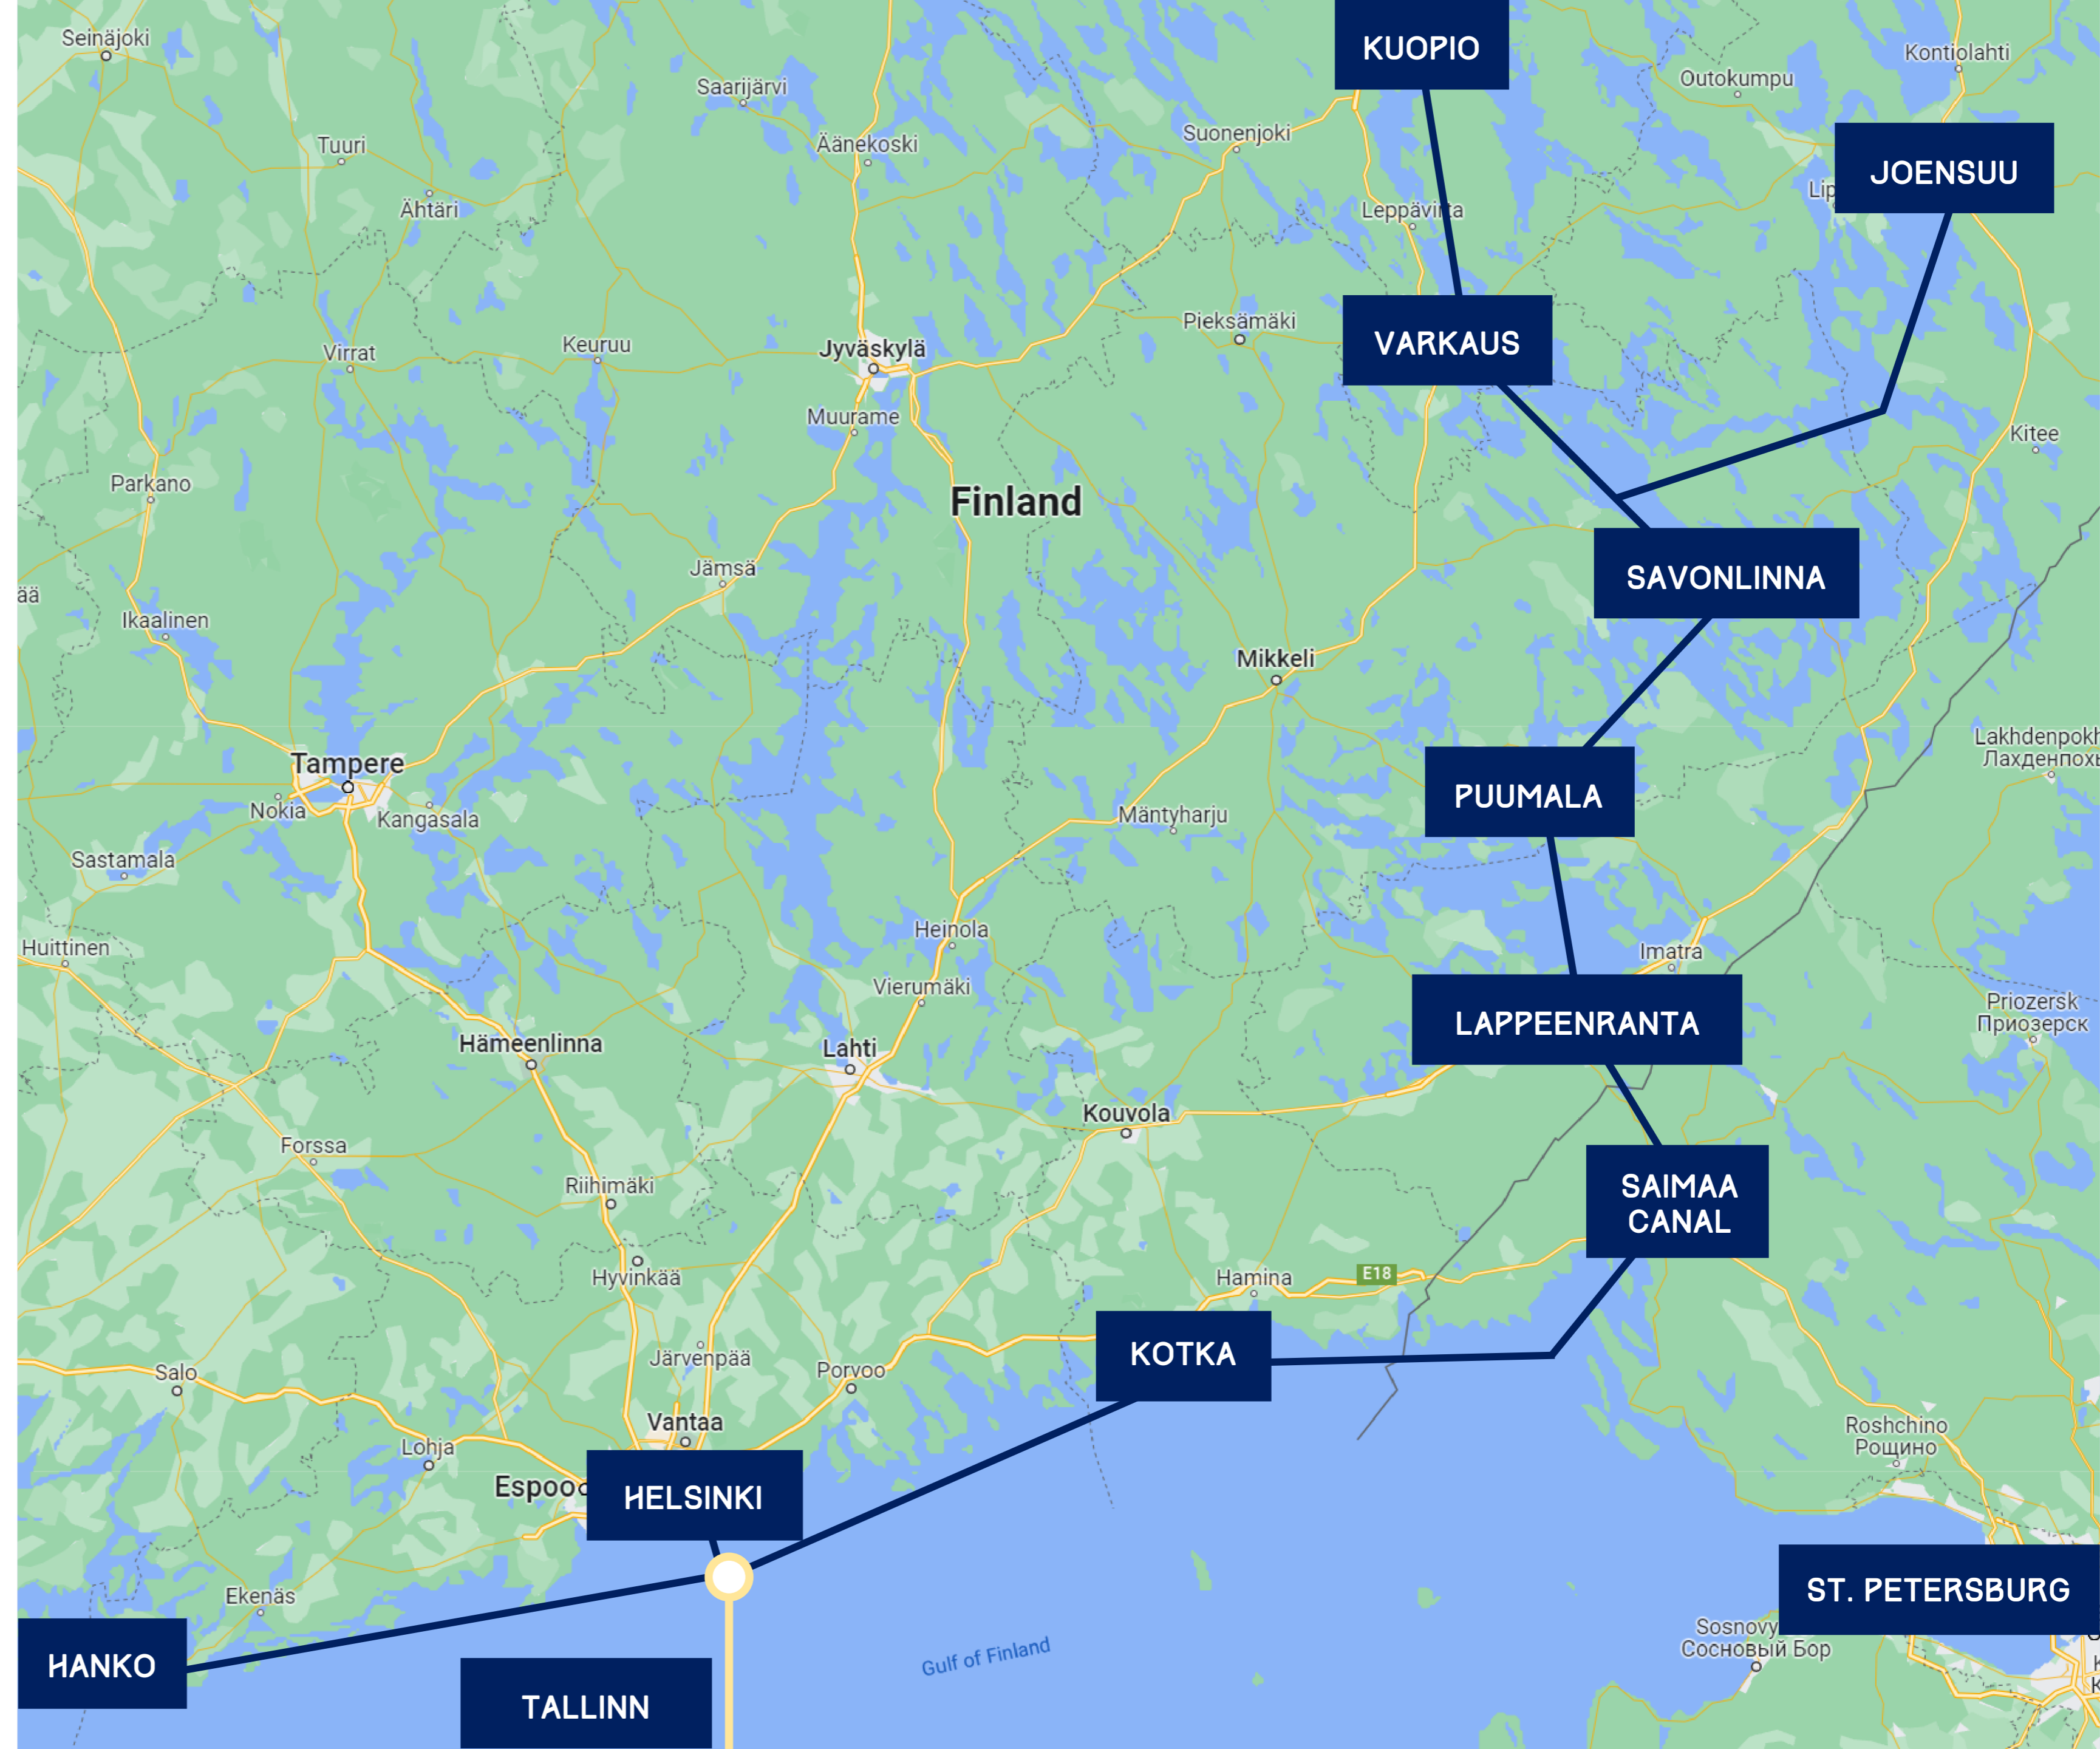 Seinäjoki
KUOPIO
Kontiolahti
Outokumpu
Saarijärvi
Tuuri
Äänekoski
Suonenjoki
JOENSUU
Lip
Ähtäri
Leppävirta
Virrat
Keuruu
Jyväskylä
Pieksämäki
VARKAUS
Muurame
Kitee
Parkano
Finland
Jämsä
SAVONLINNA
ää
Ikaalinen
Mikkeli
Tampere
Lakhdenpokh
Лахденпохь
Nokia
Kangasala
PUUMALA
Mäntyharju
Sastamala
Huittinen
Heinola
Imatra
Vierumäki
Priozersk
Приозерск
Hämeenlinna
Lahti
LAPPEENRANTA
Kouvola
Forssa
Riihimäki
SAIMAA
CANAL
Hyvinkää
Hamina
E18
Järvenpää
KOTKA
Salo
Porvoo
Vantaa
Roshchino
Рощино
Lohja
Espoo
HELSINKI
Ekenäs
ST. PETERSBURG
Sosnovy
Сосновый Бор
HANKO
Gulf of Finland
TALLINN